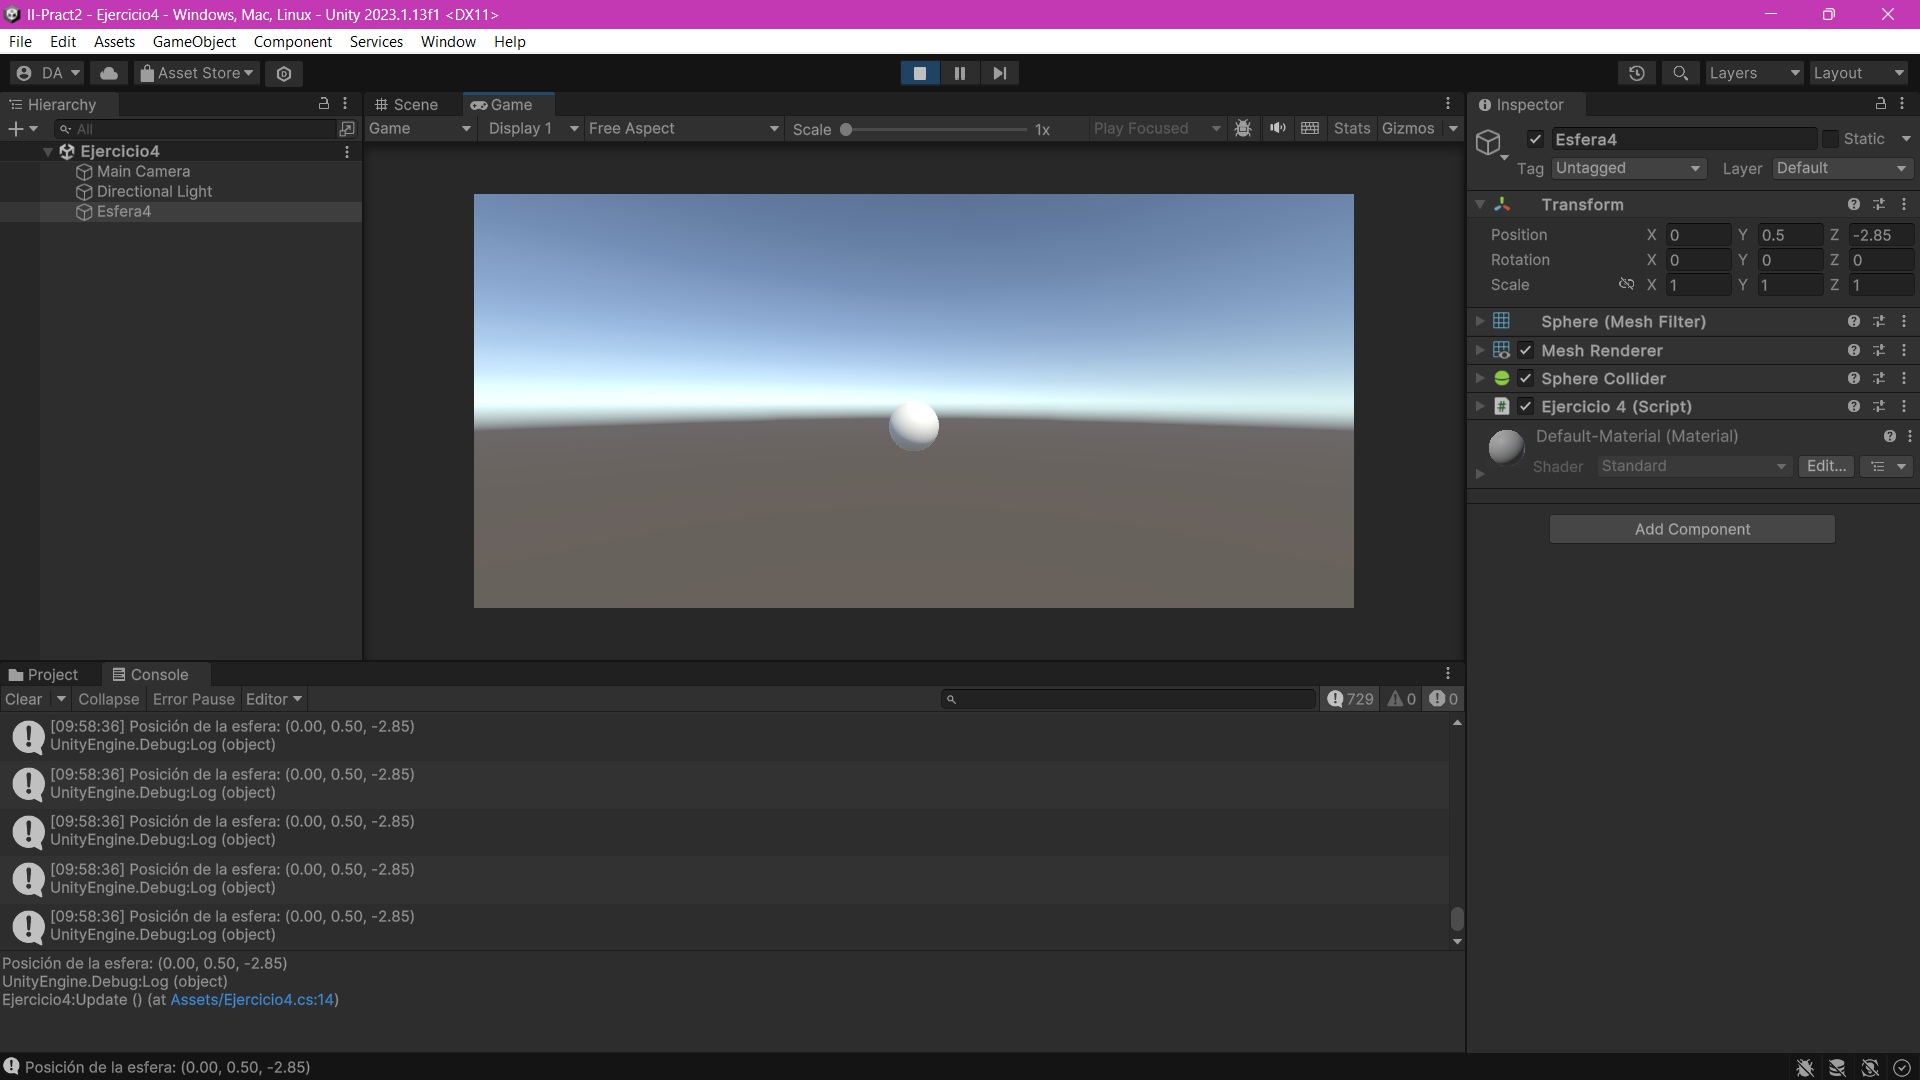 II-Pract2 - Ejercicio4 - Windows, Mac, Linux - Unity 2023.1.13f1 <DX11>
File Edit Assets GameObject Component Services Window Help
DA Asset Store Layers Layout
Hierarchy
All
Ejercicio4
Main Camera
Directional Light
Esfera4
Scene Game
Game Display 1 Free Aspect Scale 1x Play Focused Stats Gizmos
Inspector
Esfera4 Static
Tag Untagged Layer Default
Transform
Position X 0 Y 0.5 Z -2.85
Rotation X 0 Y 0 Z 0
Scale X 1 Y 1 Z 1
Sphere (Mesh Filter)
Mesh Renderer
Sphere Collider
Ejercicio 4 (Script)
Default-Material (Material)
Shader Standard Edit...
Add Component
Project Console
Clear Collapse Error Pause Editor 729 0 0
[09:58:36] Posición de la esfera: (0.00, 0.50, -2.85)
UnityEngine.Debug:Log (object)
[09:58:36] Posición de la esfera: (0.00, 0.50, -2.85)
UnityEngine.Debug:Log (object)
[09:58:36] Posición de la esfera: (0.00, 0.50, -2.85)
UnityEngine.Debug:Log (object)
[09:58:36] Posición de la esfera: (0.00, 0.50, -2.85)
UnityEngine.Debug:Log (object)
[09:58:36] Posición de la esfera: (0.00, 0.50, -2.85)
UnityEngine.Debug:Log (object)
Posición de la esfera: (0.00, 0.50, -2.85)
UnityEngine.Debug:Log (object)
Ejercicio4:Update () (at Assets/Ejercicio4.cs:14)
Posición de la esfera: (0.00, 0.50, -2.85)